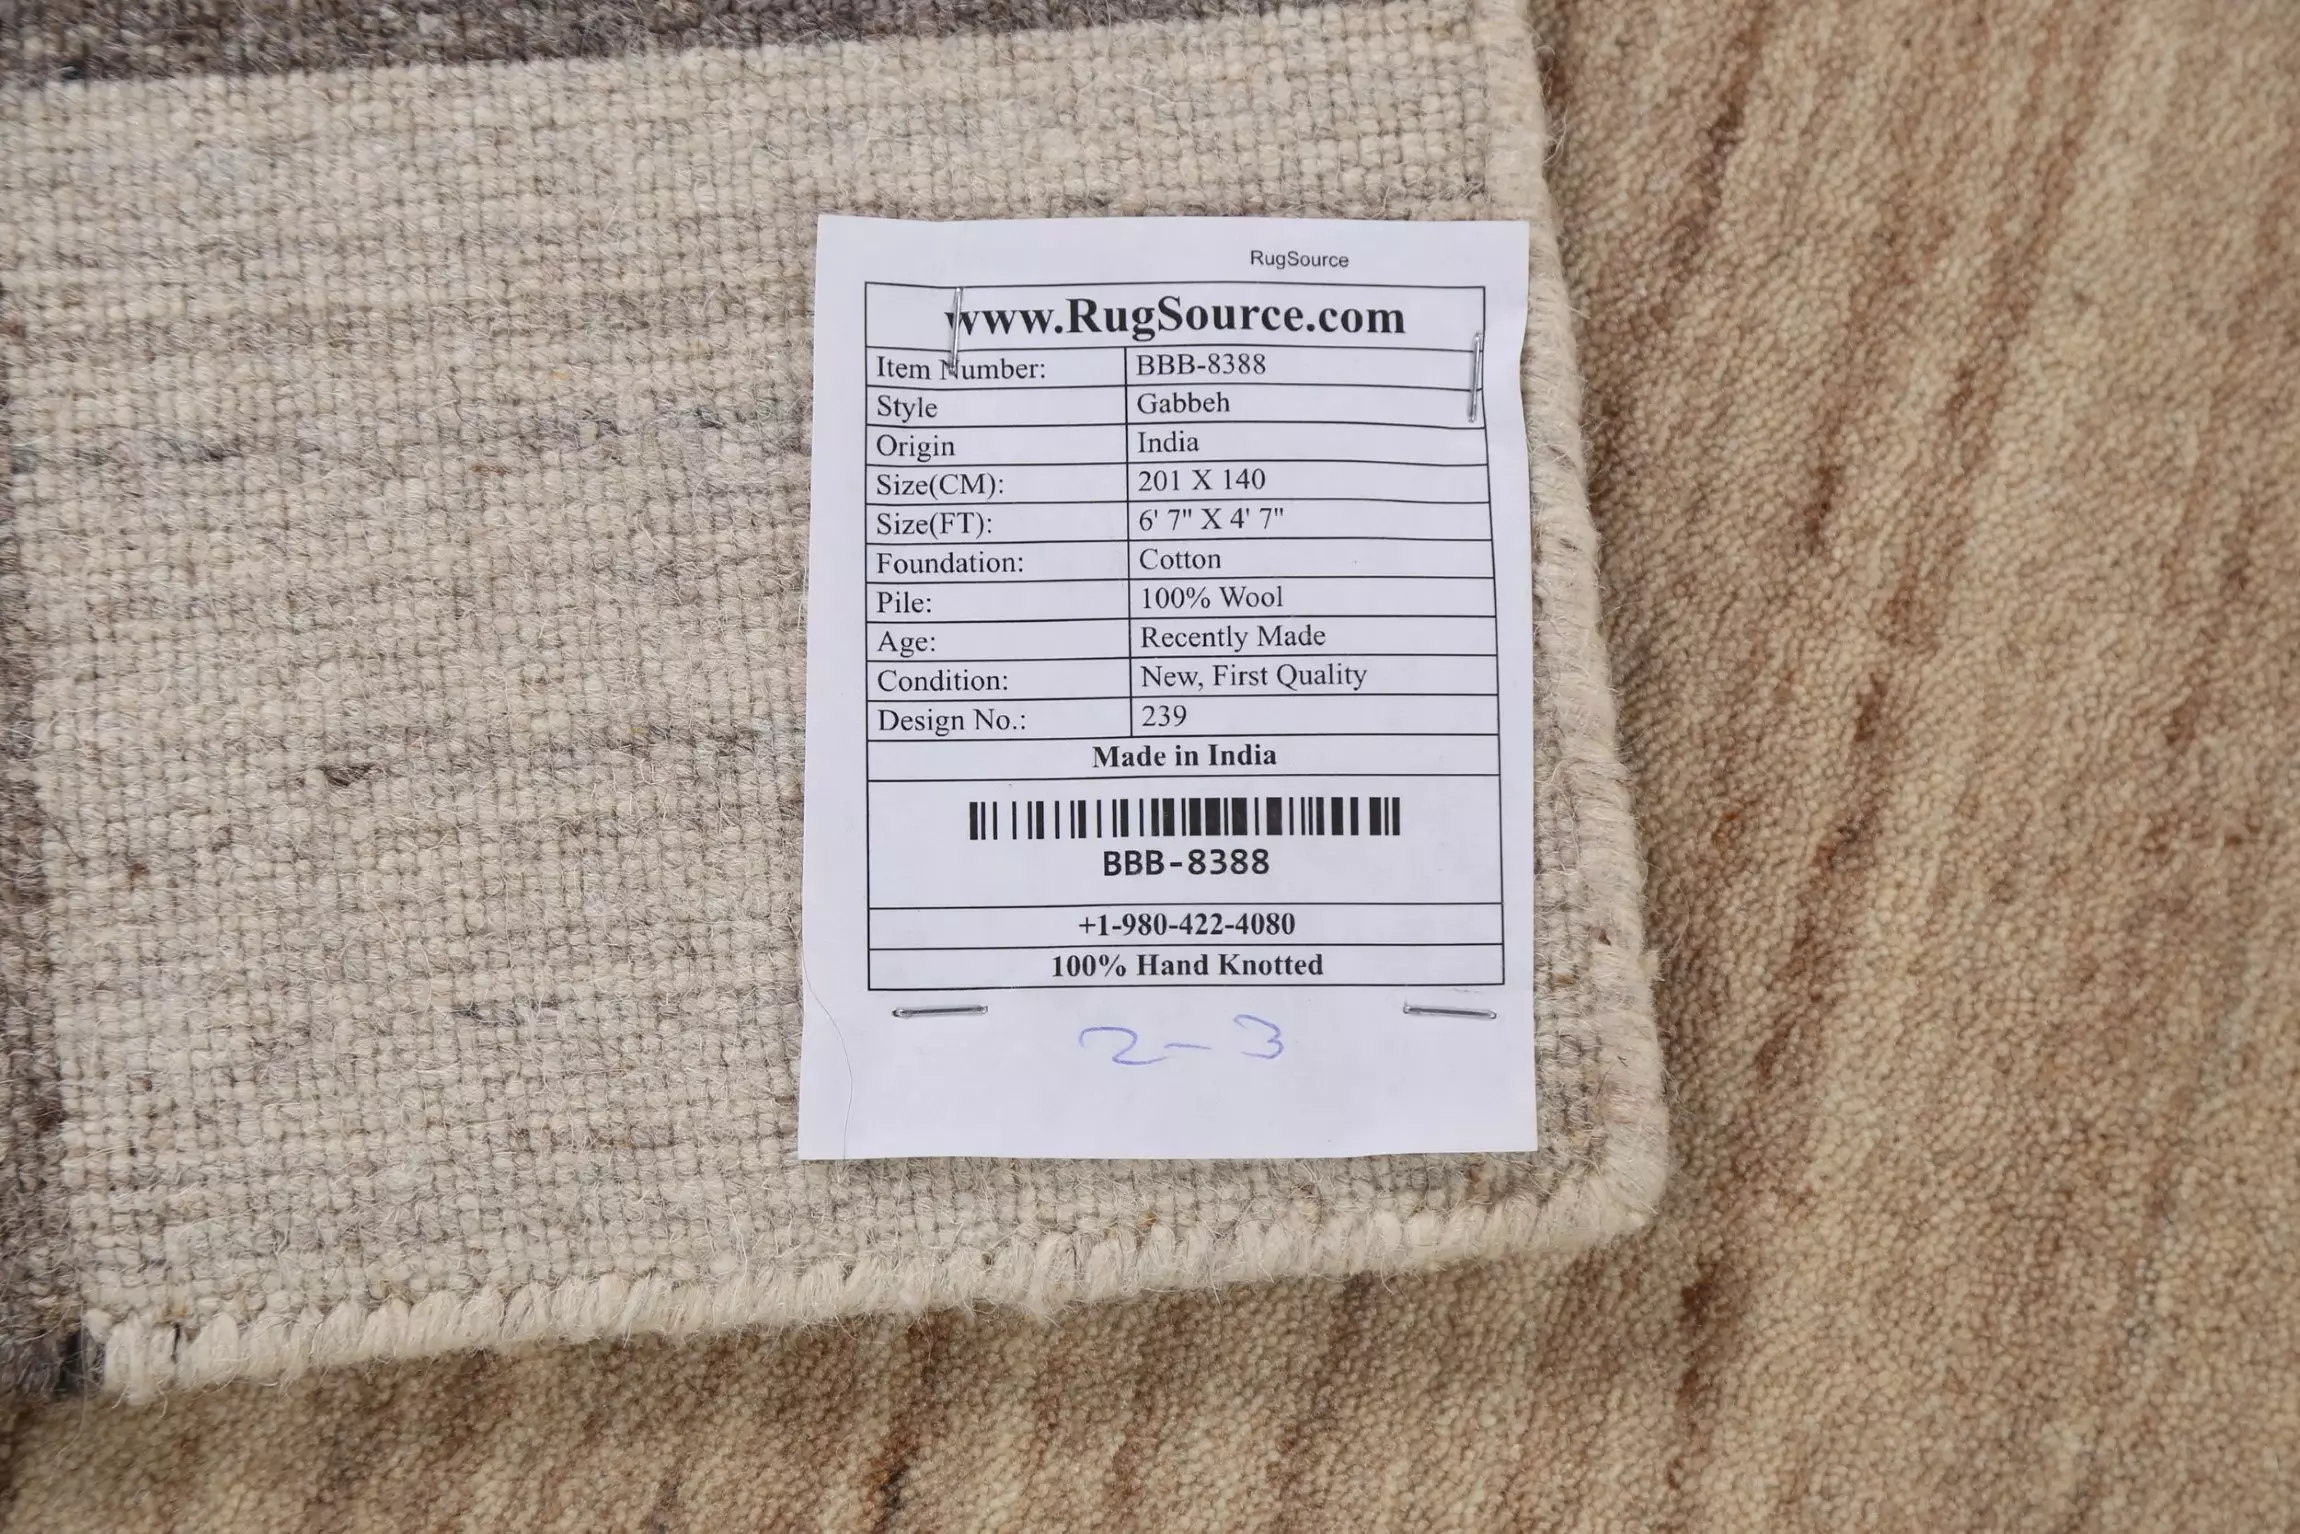 RugSource
www.RugSource.com
Item Number: BBB-8388
Style Gabbeh
Origin India
Size(CM): 201 X 140
Size(FT): 6' 7" X 4' 7"
Foundation: Cotton
Pile: 100% Wool
Age: Recently Made
Condition: New, First Quality
Design No.: 239
Made in India
BBB-8388
+1-980-422-4080
100% Hand Knotted
2-3